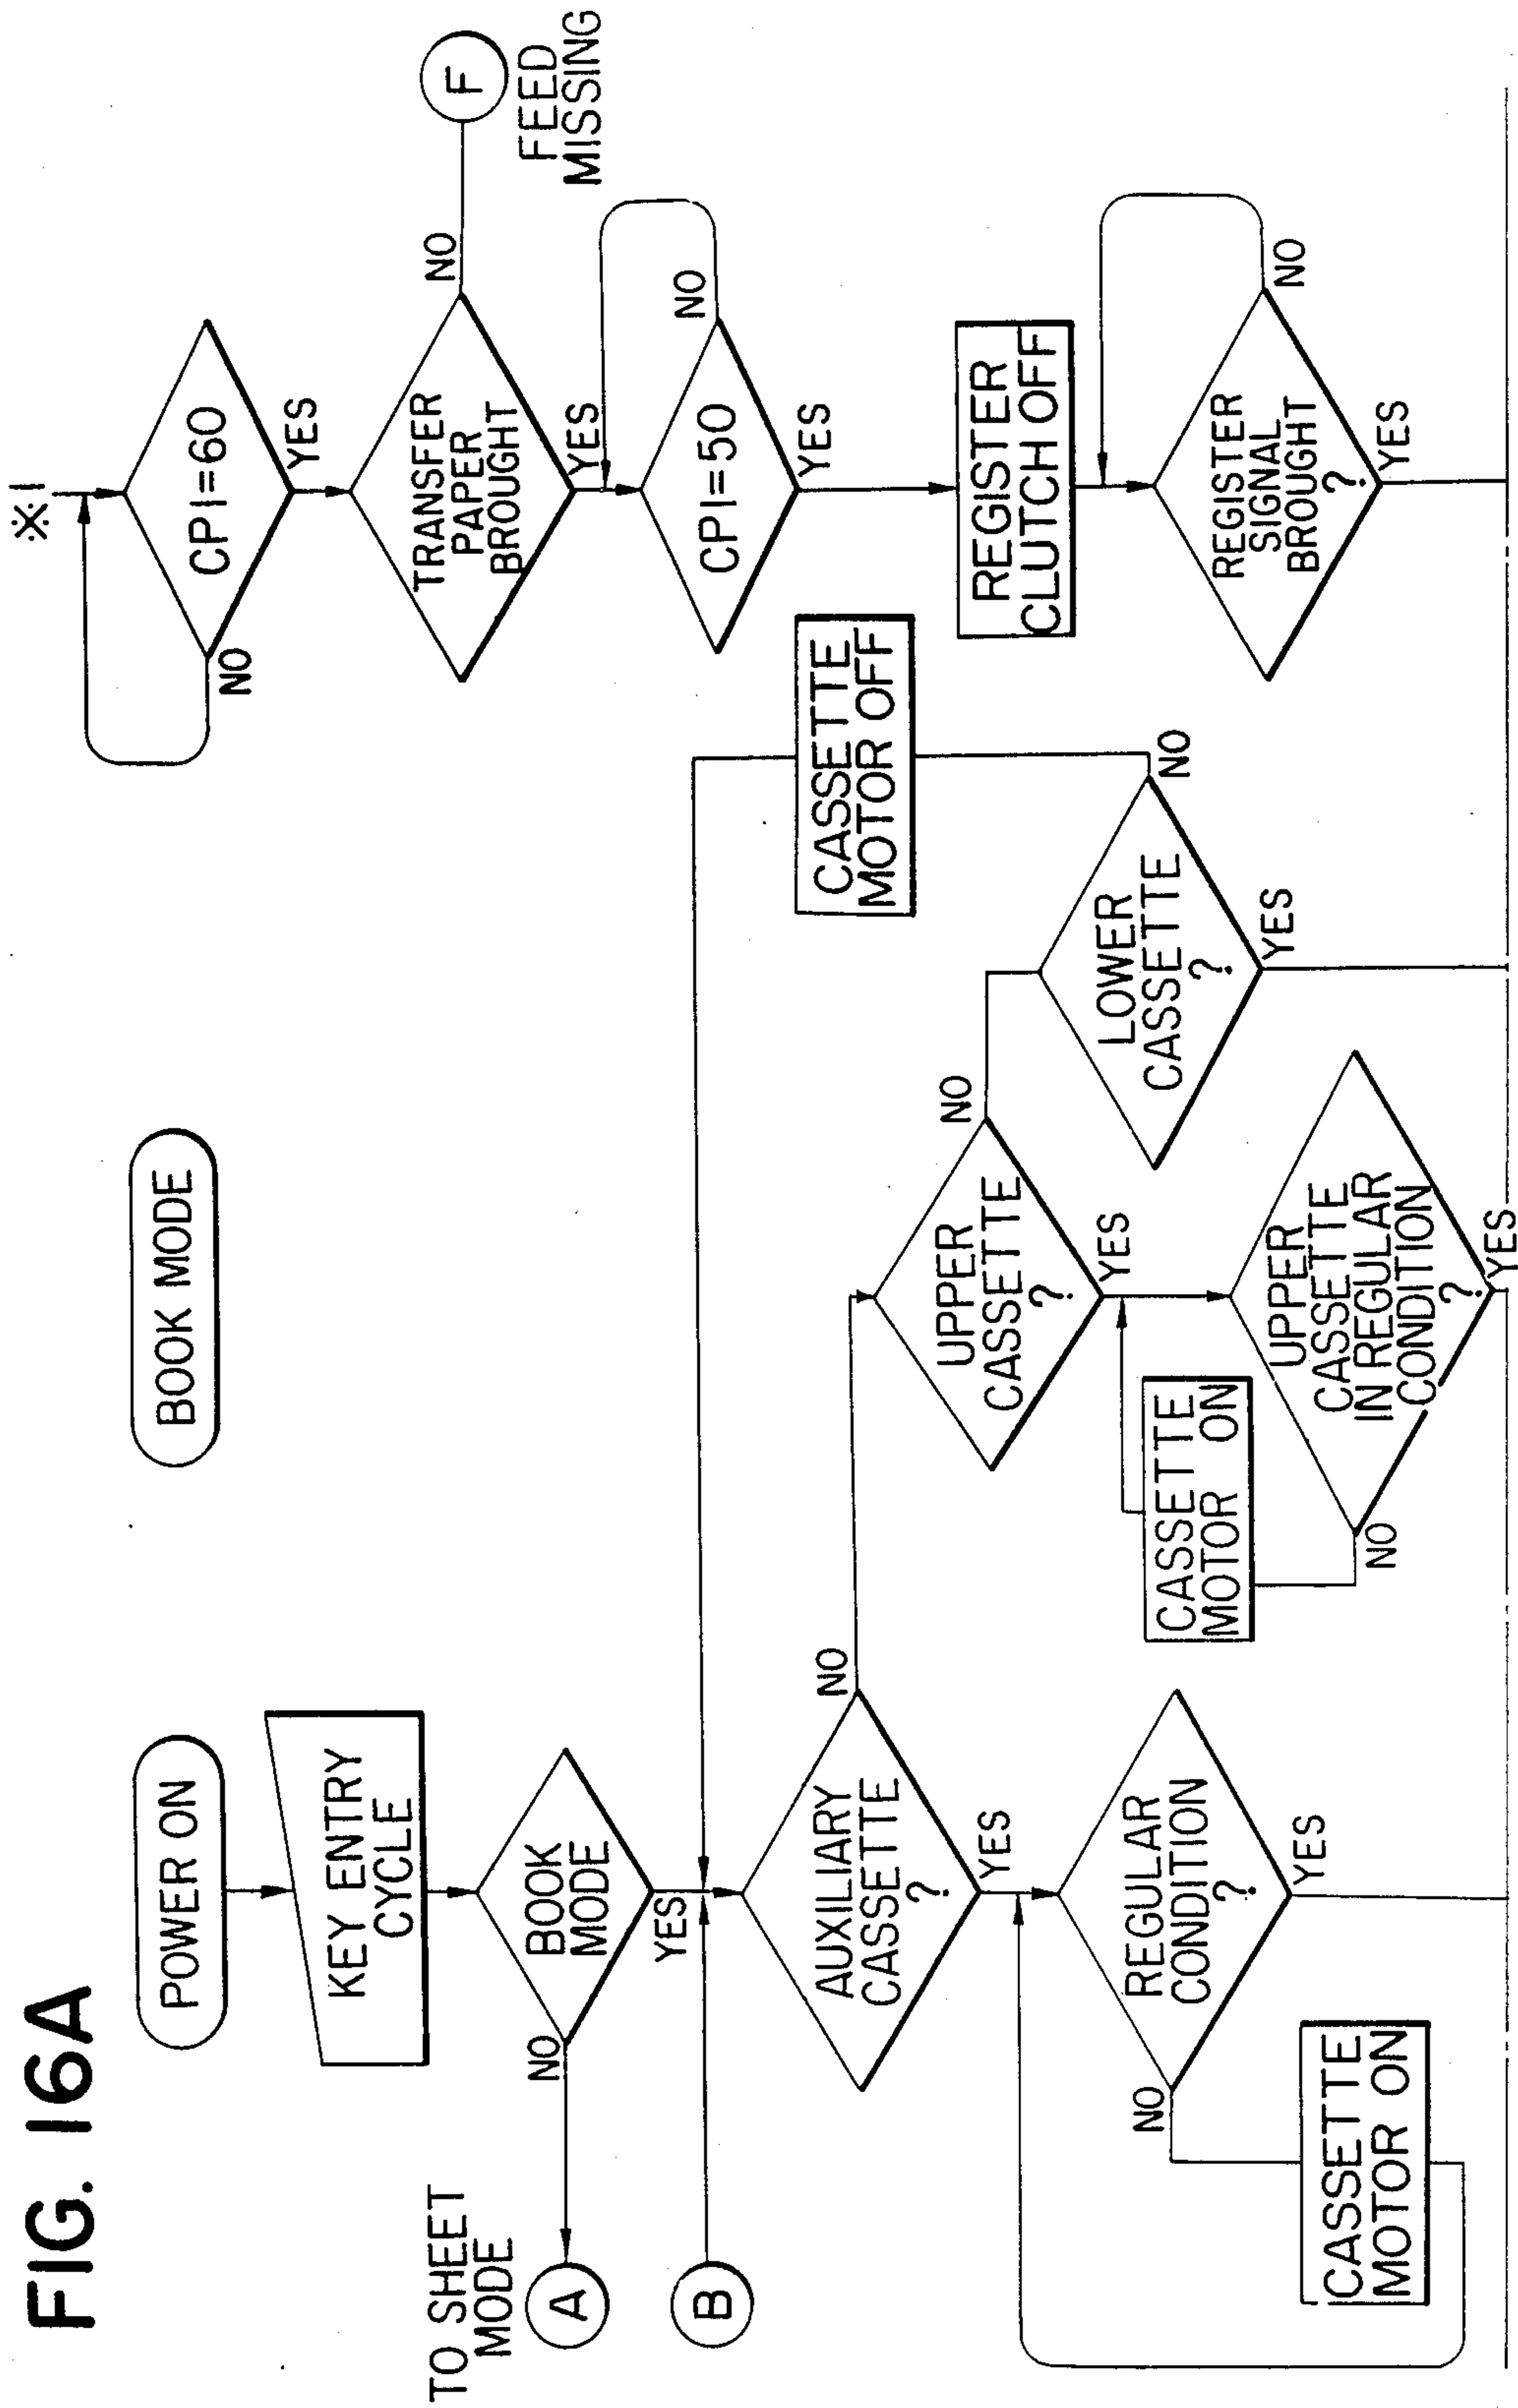 FIG. 16A
BOOK MODE
POWER ON
KEY ENTRY
CYCLE
BOOK
MODE
NO
TO SHEET
MODE
A
YES
B
AUXILIARY
CASSETTE
?
NO
YES
REGULAR
CONDITION
?
NO
YES
CASSETTE
MOTOR ON
UPPER
CASSETTE
?
NO
YES
CASSETTE
MOTOR ON
UPPER
CASSETTE
IN REGULAR
CONDITION
?
NO
YES
LOWER
CASSETTE
?
NO
YES
CASSETTE
MOTOR OFF
※1
CP1=60
NO
YES
TRANSFER
PAPER
BROUGHT
NO
F
FEED
MISSING
YES
CP1=50
NO
YES
REGISTER
CLUTCH OFF
REGISTER
SIGNAL
BROUGHT
?
NO
YES